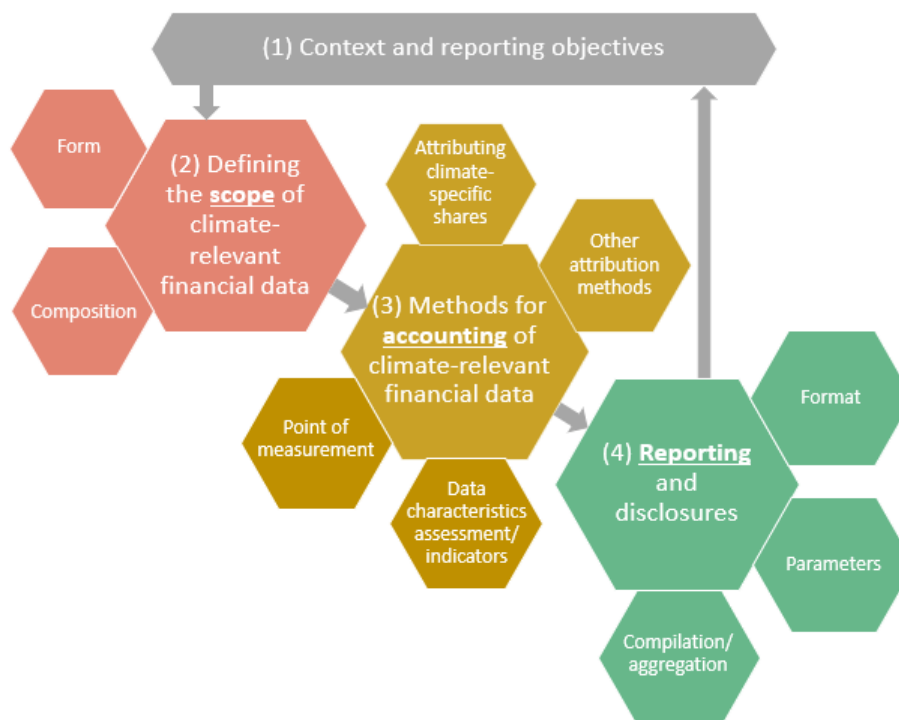 (1) Context and reporting objectives
Form
(2) Defining
the scope of
climate-
relevant
financial data
Composition
Attributing
climate-
specific
shares
Other
attribution
methods
(3) Methods for
accounting of
climate-relevant
financial data
Point of
measurement
Data
characteristics
assessment/
indicators
(4) Reporting
and
disclosures
Format
Parameters
Compilation/
aggregation